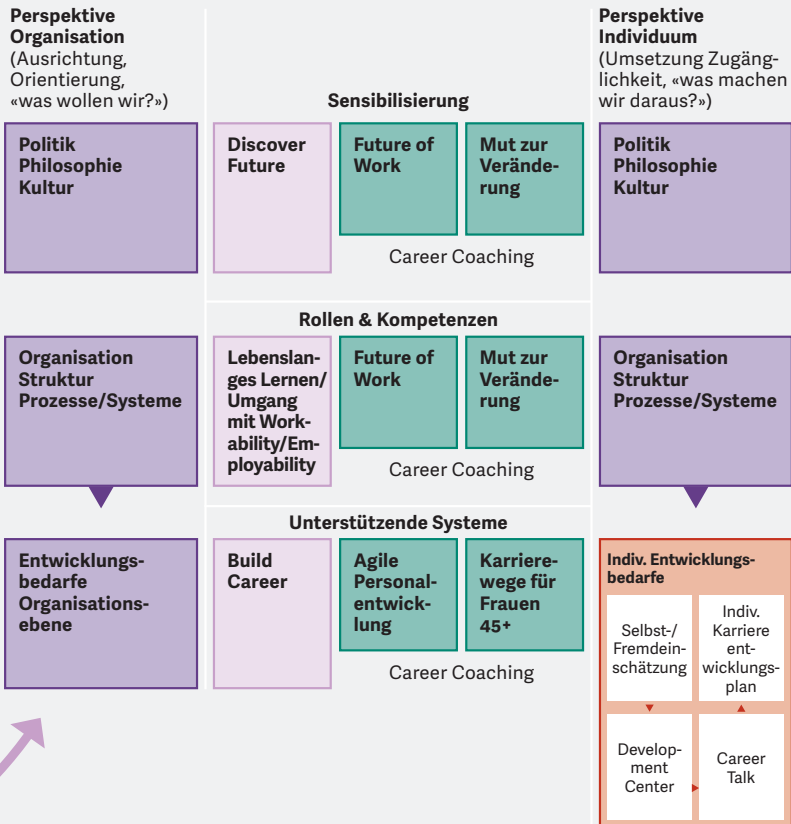 Perspektive
Organisation
(Ausrichtung,
Orientierung,
«was wollen wir?»)
Sensibilisierung
Perspektive
Individuum
(Umsetzung Zugäng-
lichkeit, «was machen
wir daraus?»)
Politik
Philosophie
Kultur
Discover
Future
Future of
Work
Mut zur
Verände-
rung
Career Coaching
Politik
Philosophie
Kultur
Rollen & Kompetenzen
Organisation
Struktur
Prozesse/Systeme
Lebenslan-
ges Lernen/
Umgang
mit Work-
ability/Em-
ployability
Future of
Work
Mut zur
Verände-
rung
Career Coaching
Organisation
Struktur
Prozesse/Systeme
Unterstützende Systeme
Entwicklungs-
bedarfe
Organisations-
ebene
Build
Career
Agile
Personal-
entwick-
lung
Karriere-
wege für
Frauen
45+
Career Coaching
Indiv. Entwicklungs-
bedarfe
Selbst-/
Fremdein-
schätzung
Indiv.
Karriere
ent-
wicklungs-
plan
Develop-
ment
Center
Career
Talk